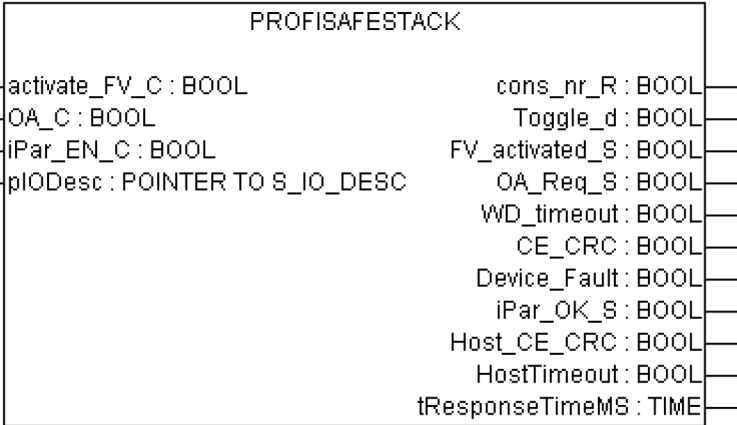 PROFISAFESTACK
activate_FV_C : BOOL cons_nr_R : BOOL
OA_C : BOOL Toggle_d : BOOL
iPar_EN_C : BOOL FV_activated_S : BOOL
pIODesc : POINTER TO S_IO_DESC OA_Req_S : BOOL
WD_timeout : BOOL
CE_CRC : BOOL
Device_Fault : BOOL
iPar_OK_S : BOOL
Host_CE_CRC : BOOL
HostTimeout : BOOL
tResponseTimeMS : TIME